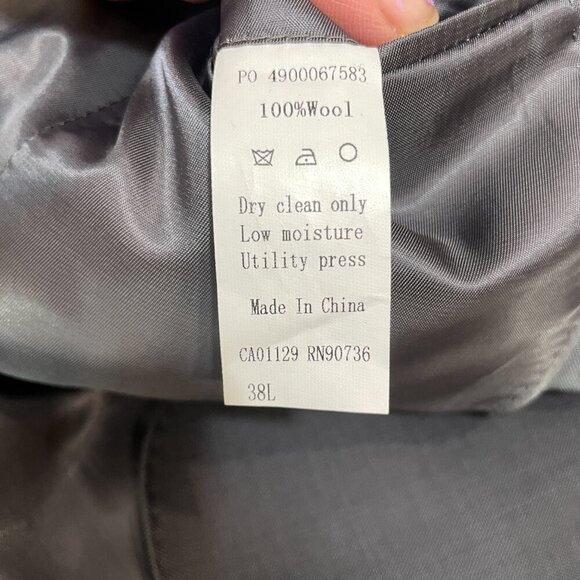 PO 4900067583
100%Wool
Dry clean only
Low moisture
Utility press
Made In China
CA01129 RN90736
38L